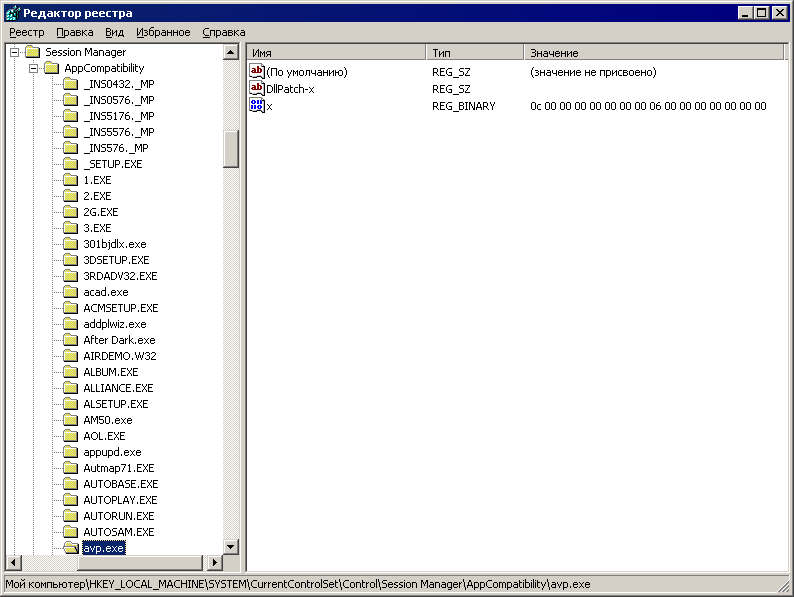 Редактор реестра
Реестр Правка Вид Избранное Справка
Session Manager
AppCompatibility
_INS0432._MP
_INS0576._MP
_INS5176._MP
_INS5576._MP
_INS576._MP
_SETUP.EXE
1.EXE
2.EXE
2G.EXE
3.EXE
301bjdlx.exe
3DSETUP.EXE
3RDADV32.EXE
acad.exe
ACMSETUP.EXE
addplwiz.exe
After Dark.exe
AIRDEMO.W32
ALBUM.EXE
ALLIANCE.EXE
ALSETUP.EXE
AM50.exe
AOL.EXE
appupd.exe
Autmap71.EXE
AUTOBASE.EXE
AUTOPLAY.EXE
AUTORUN.EXE
AUTOSAM.EXE
avp.exe
Имя Тип Значение
(По умолчанию) REG_SZ (значение не присвоено)
DllPatch-x REG_SZ
x REG_BINARY 0c 00 00 00 00 00 00 00 06 00 00 00 00 00 00 00
Мой компьютер\HKEY_LOCAL_MACHINE\SYSTEM\CurrentControlSet\Control\Session Manager\AppCompatibility\avp.exe